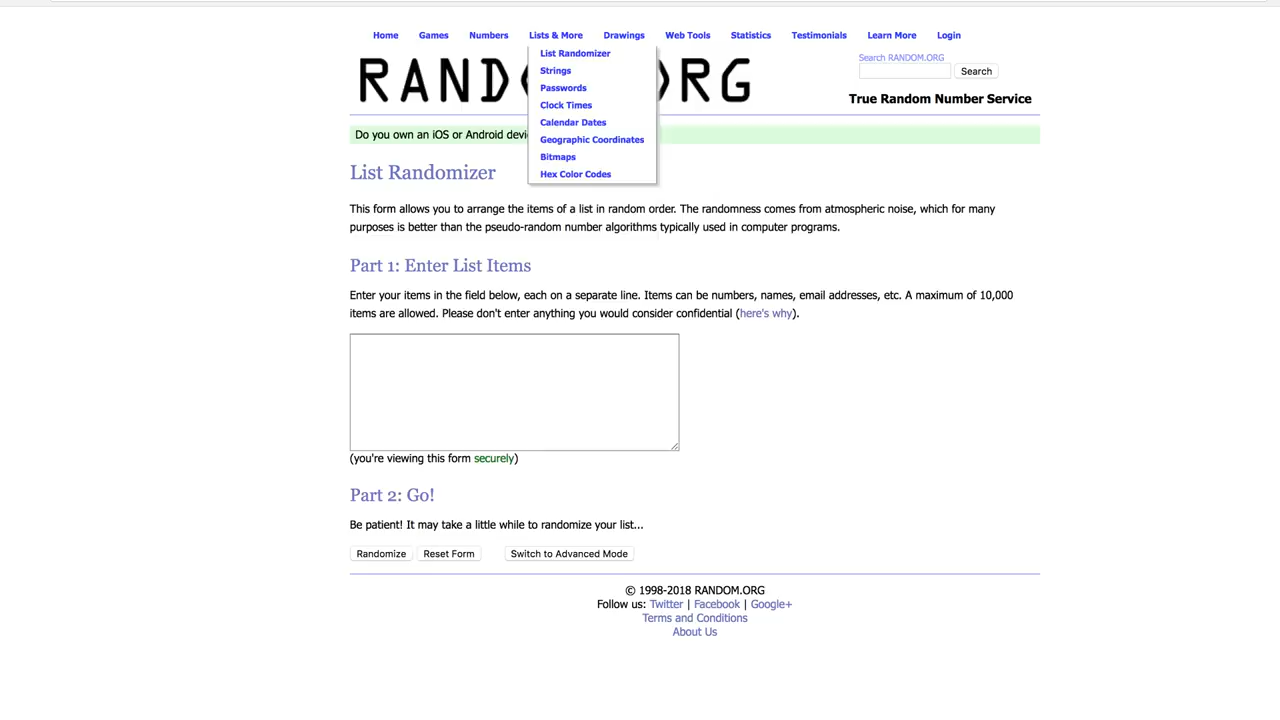 Home Games Numbers Lists & More Drawings Web Tools Statistics Testimonials Learn More Login
List Randomizer
Strings
Passwords
Clock Times
Calendar Dates
Geographic Coordinates
Bitmaps
Hex Color Codes
Search RANDOM.ORG
Search
True Random Number Service
Do you own an iOS or Android
List Randomizer
This form allows you to arrange the items of a list in random order. The randomness comes from atmospheric noise, which for many
purposes is better than the pseudo-random number algorithms typically used in computer programs.
Part 1: Enter List Items
Enter your items in the field below, each on a separate line. Items can be numbers, names, email addresses, etc. A maximum of 10,000
items are allowed. Please don't enter anything you would consider confidential (here's why).
(you're viewing this form securely)
Part 2: Go!
Be patient! It may take a little while to randomize your list...
Randomize Reset Form Switch to Advanced Mode
© 1998-2018 RANDOM.ORG
Follow us: Twitter | Facebook | Google+
Terms and Conditions
About Us